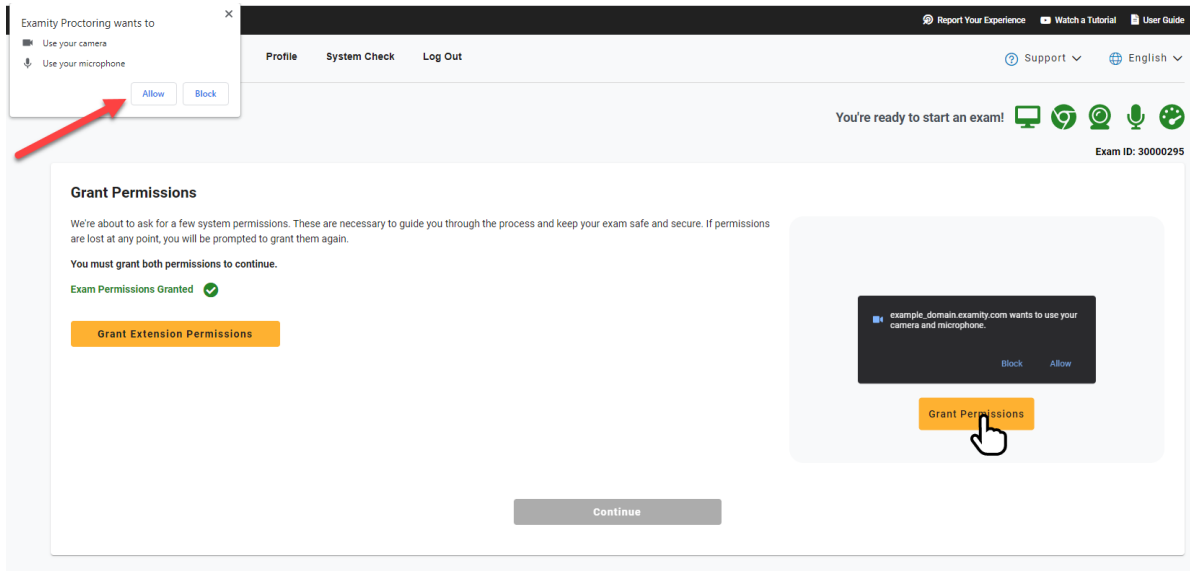 Examity Proctoring wants to
Use your camera
Use your microphone
Allow Block
Report Your Experience Watch a Tutorial User Guide
Profile System Check Log Out
Support English
You're ready to start an exam!
Exam ID: 30000295
Grant Permissions
We're about to ask for a few system permissions. These are necessary to guide you through the process and keep your exam safe and secure. If permissions
are lost at any point, you will be prompted to grant them again.
You must grant both permissions to continue.
Exam Permissions Granted
Grant Extension Permissions
example_domain.examity.com wants to use your
camera and microphone.
Block Allow
Grant Permissions
Continue